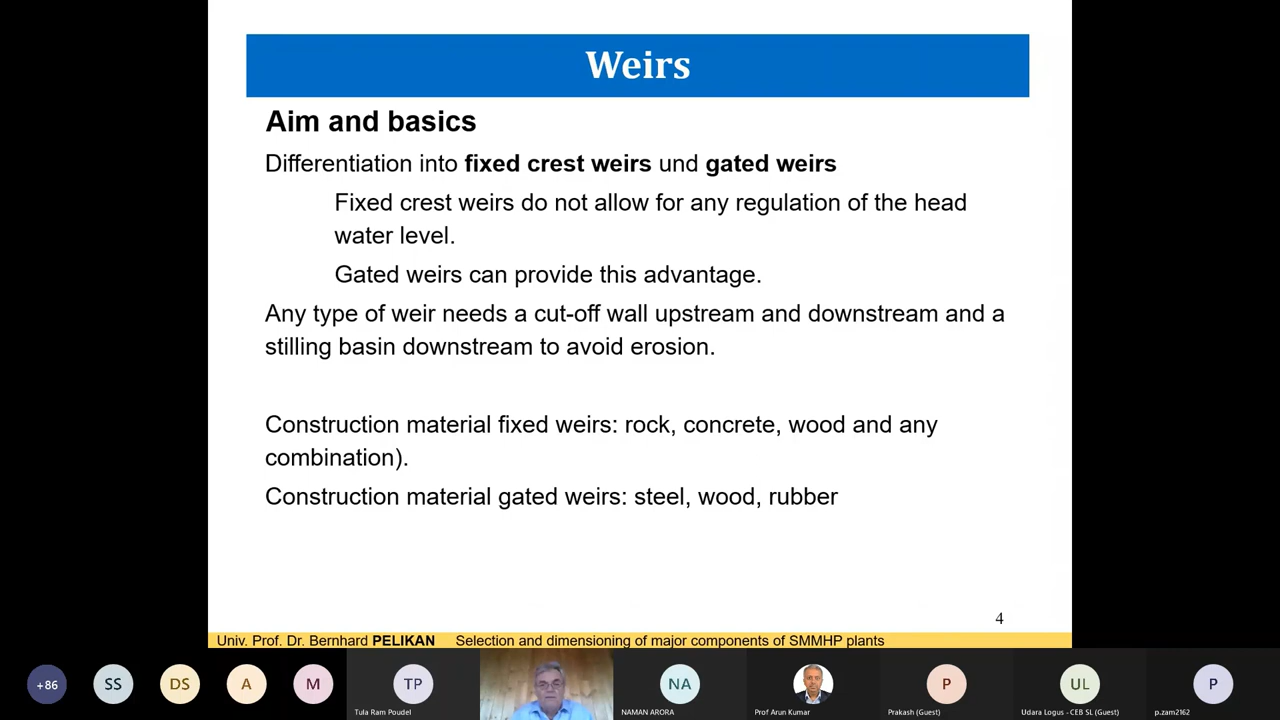 Weirs
Aim and basics
Differentiation into fixed crest weirs und gated weirs
Fixed crest weirs do not allow for any regulation of the head
water level.
Gated weirs can provide this advantage.
Any type of weir needs a cut-off wall upstream and downstream and a
stilling basin downstream to avoid erosion.
Construction material fixed weirs: rock, concrete, wood and any
combination).
Construction material gated weirs: steel, wood, rubber
4
Univ. Prof. Dr. Bernhard PELIKAN Selection and dimensioning of major components of SMMHP plants
+86 SS DS A M TP NA P UL P
Tula Ram Poudel NAMAN ARORA Prof Arun Kumar Prakash (Guest) Udara Logus - CEB SL (Guest) p.zam2162